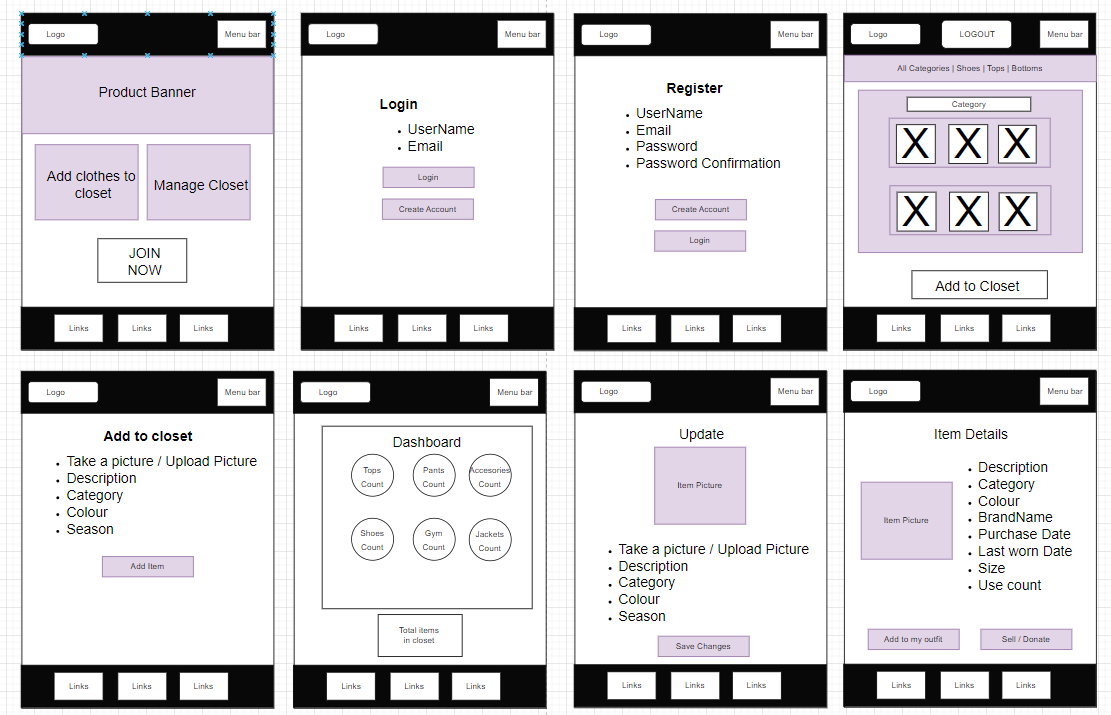 Logo
Menu bar
Product Banner
Add clothes to
closet
Manage Closet
JOIN
NOW
Links
Links
Links
Logo
Menu bar
Login
UserName
Email
Login
Create Account
Links
Links
Links
Logo
Menu bar
Register
UserName
Email
Password
Password Confirmation
Create Account
Login
Links
Links
Links
Logo
LOGOUT
Menu bar
All Categories | Shoes | Tops | Bottoms
Category
X X X
X X X
Add to Closet
Links
Links
Links
Logo
Menu bar
Add to closet
Take a picture / Upload Picture
Description
Category
Colour
Season
Add Item
Links
Links
Links
Logo
Menu bar
Dashboard
Tops
Count
Pants
Count
Accesories
Count
Shoes
Count
Gym
Count
Jackets
Count
Total items
in closet
Links
Links
Links
Logo
Menu bar
Update
Item Picture
Take a picture / Upload Picture
Description
Category
Colour
Season
Save Changes
Links
Links
Links
Logo
Menu bar
Item Details
Item Picture
Description
Category
Colour
BrandName
Purchase Date
Last worn Date
Size
Use count
Add to my outfit
Sell / Donate
Links
Links
Links